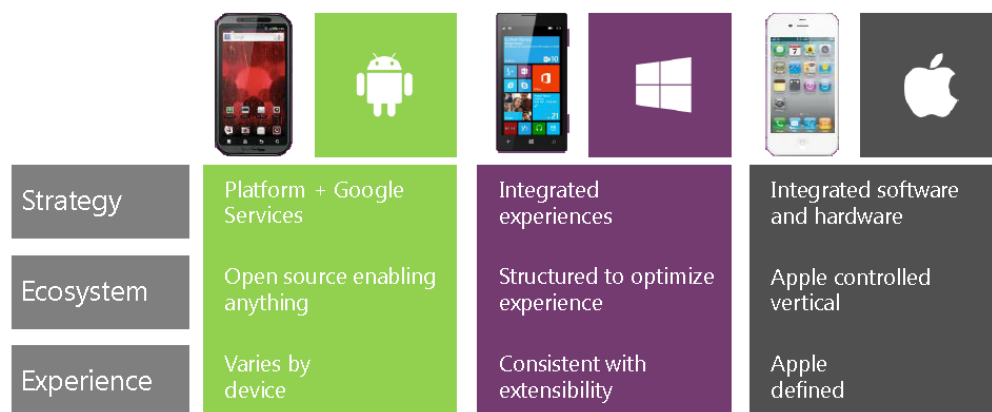 Strategy
Platform + Google
Services
Integrated
experiences
Integrated software
and hardware
Ecosystem
Open source enabling
anything
Structured to optimize
experience
Apple controlled
vertical
Experience
Varies by
device
Consistent with
extensibility
Apple
defined